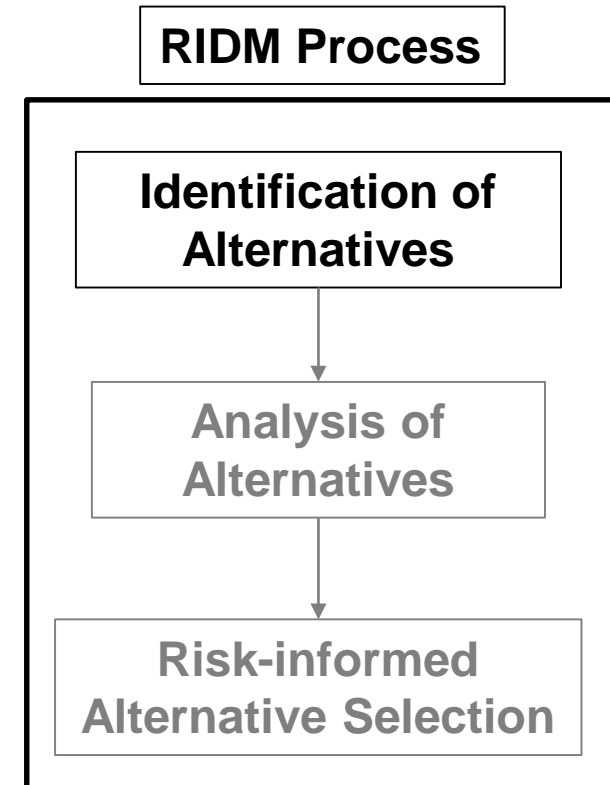 RIDM Process
Identification of
Alternatives
Analysis of
Alternatives
Risk-informed
Alternative Selection